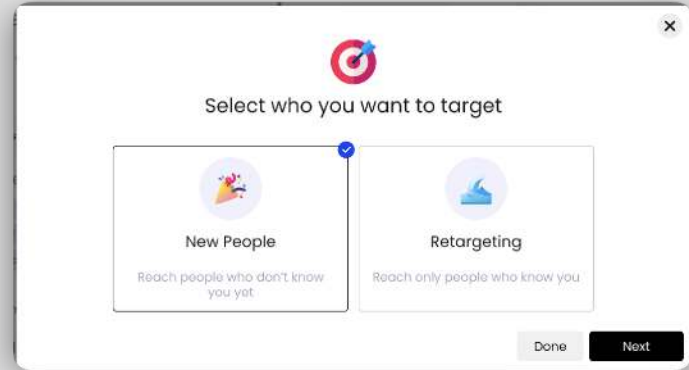 Select who you want to target
New People
Reach people who don't know
you yet
Retargeting
Reach only people who know you
Done
Next